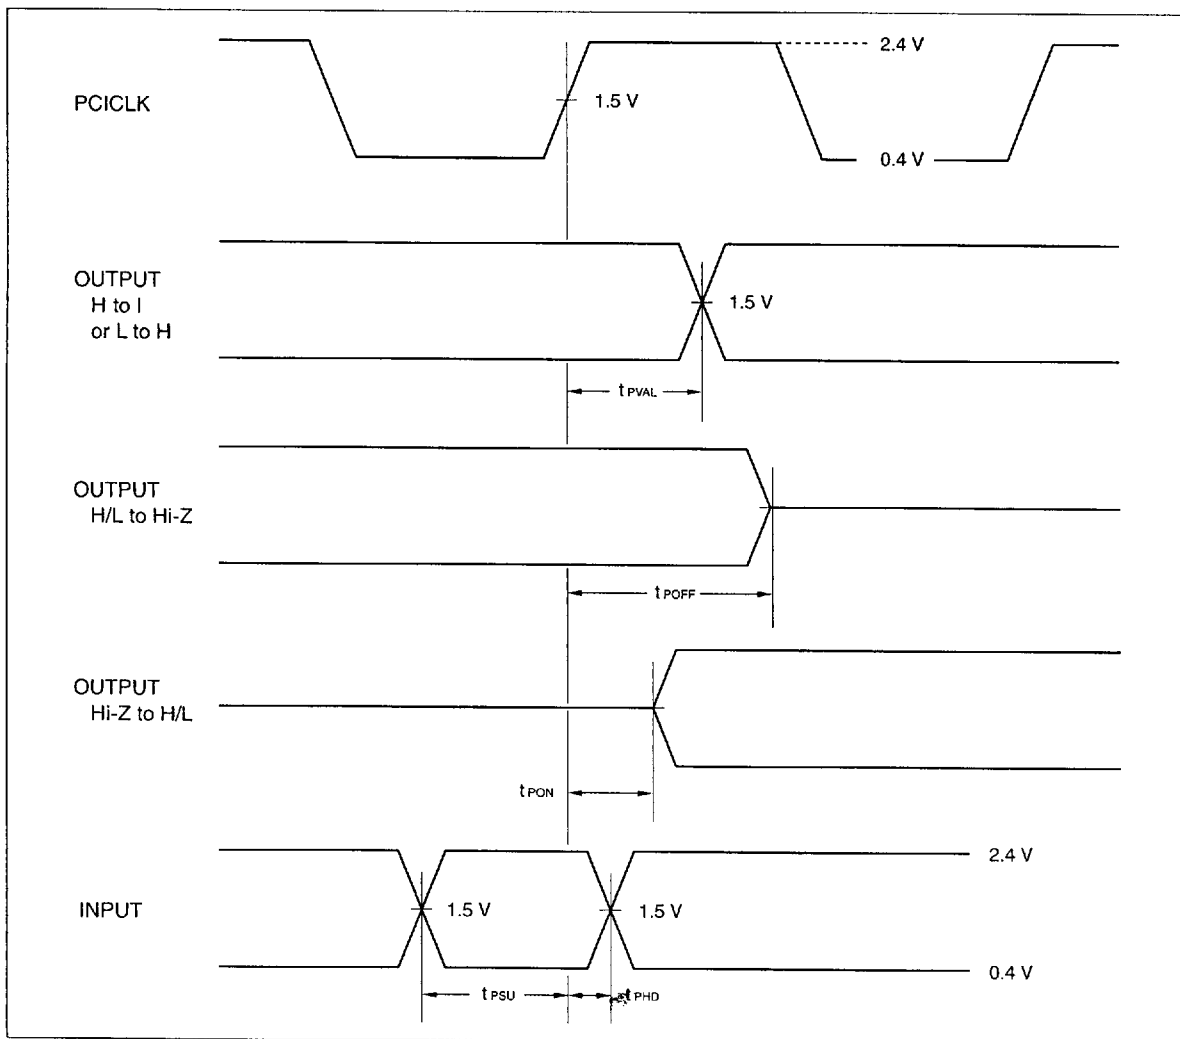 2.4 V
PCICLK
1.5 V
0.4 V
OUTPUT
H to I
or L to H
1.5 V
t PVAL
OUTPUT
H/L to Hi-Z
t POFF
OUTPUT
Hi-Z to H/L
t PON
2.4 V
INPUT
1.5 V
1.5 V
0.4 V
t PSU
t PHD